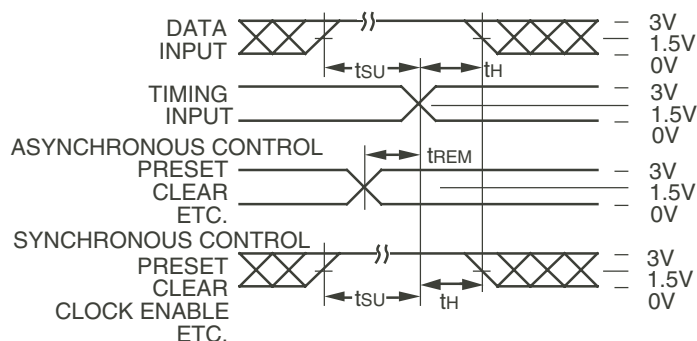 DATA
INPUT
3V
1.5V
0V
tSU
tH
TIMING
INPUT
3V
1.5V
0V
ASYNCHRONOUS CONTROL
PRESET
CLEAR
ETC.
tREM
3V
1.5V
0V
SYNCHRONOUS CONTROL
PRESET
CLEAR
CLOCK ENABLE
ETC.
tSU
tH
3V
1.5V
0V